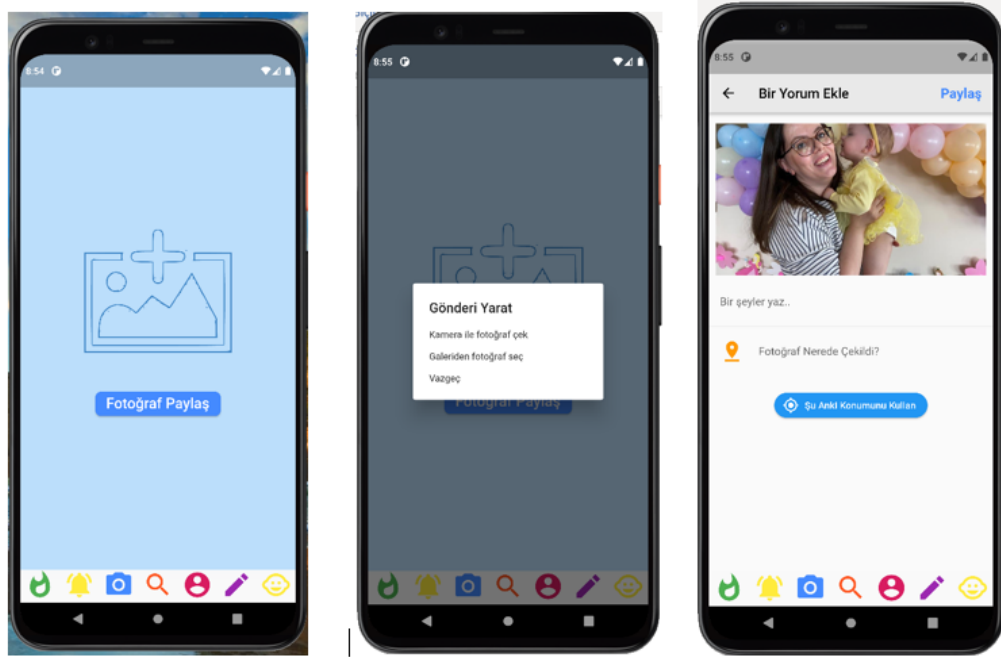 8:54
Fotoğraf Paylaş
8:55
Gönderi Yarat
Kamera ile fotoğraf çek
Galeriden fotoğraf seç
Vazgeç
Fotoğraf Paylaş
8:55
Bir Yorum Ekle
Paylaş
Bir şeyler yaz..
Fotoğraf Nerede Çekildi?
Şu Anki Konumunu Kullan